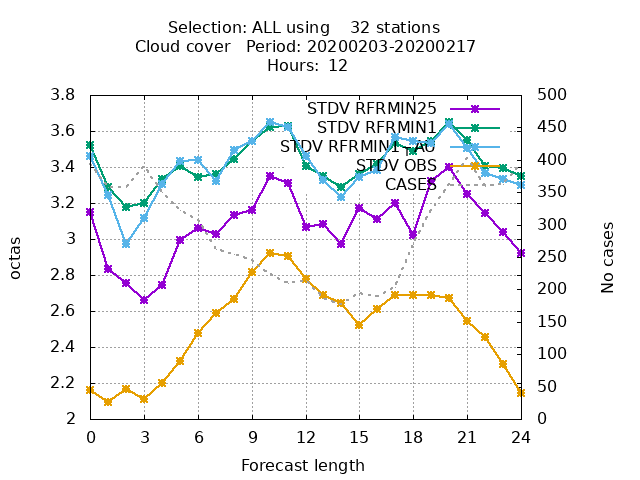 Selection: ALL using 32 stations
Cloud cover Period: 20200203-20200217
Hours: 12
3.8
3.6
3.4
3.2
3
2.8
2.6
2.4
2.2
2
octas
500
450
400
350
300
250
200
150
100
50
0
No cases
STDV RFRMIN25
STDV RFRMIN1
STDV OBS
CASES
0 3 6 9 12 15 18 21 24
Forecast length